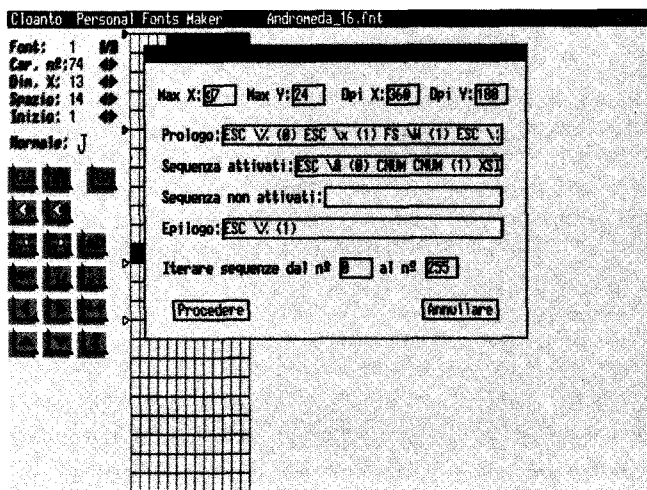 Cloanto Personal Fonts Maker Andromeda_16.fnt
Font: 1
Car. nº:74
Dim. X: 13
Spazio: 14
Inizio: 1
Normale: J
Max X: 37 Max Y: 24 Dpi X: 360 Dpi Y: 180
Prologo: ESC \% (0) ESC \x (1) FS \W (1) ESC \:
Sequenza attivati: ESC \& (0) CNUM CNUM (1) XSI
Sequenza non attivati:
Epilogo: ESC \% (1)
Iterare sequenze dal nº 0 al nº 255
Procedere Annullare